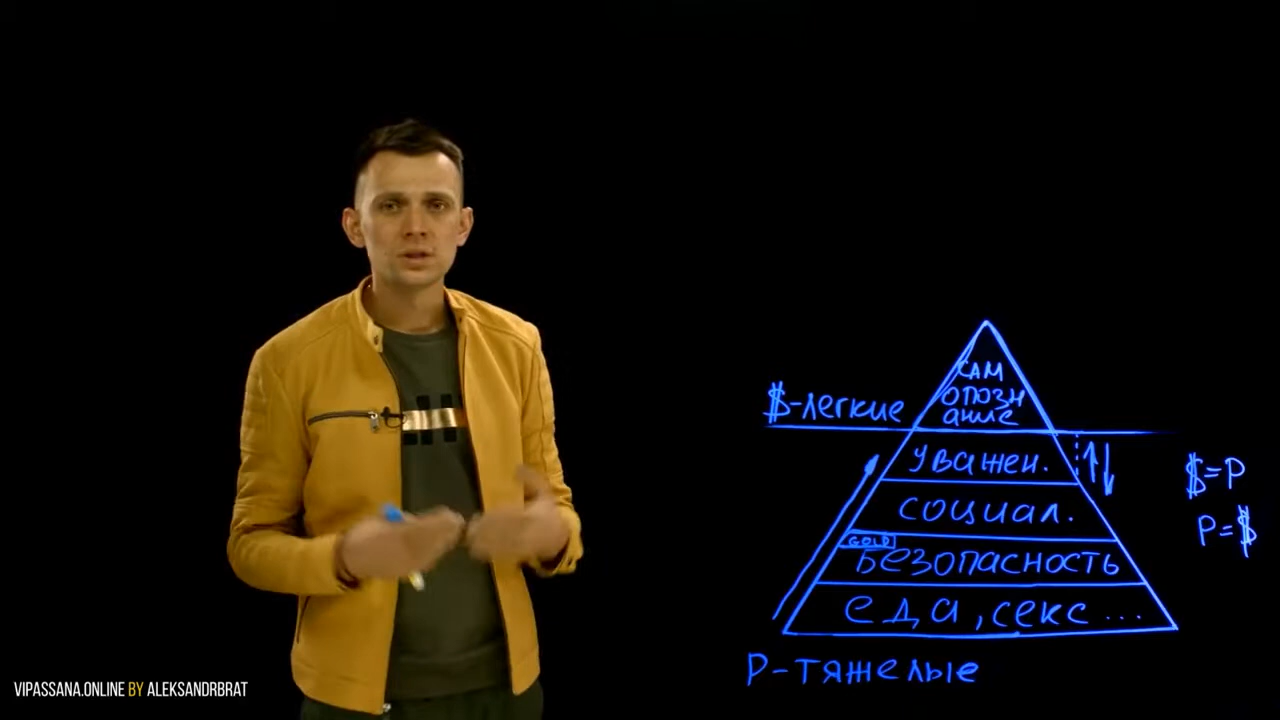 $-легкие
САМ
ОПОЗН
АНИЕ
уважен.
социал.
GOLD
безопасность
еда, секс ...
P-тяжелые
$=P
P=$
VIPASSANA.ONLINE BY ALEKSANDRBRAT